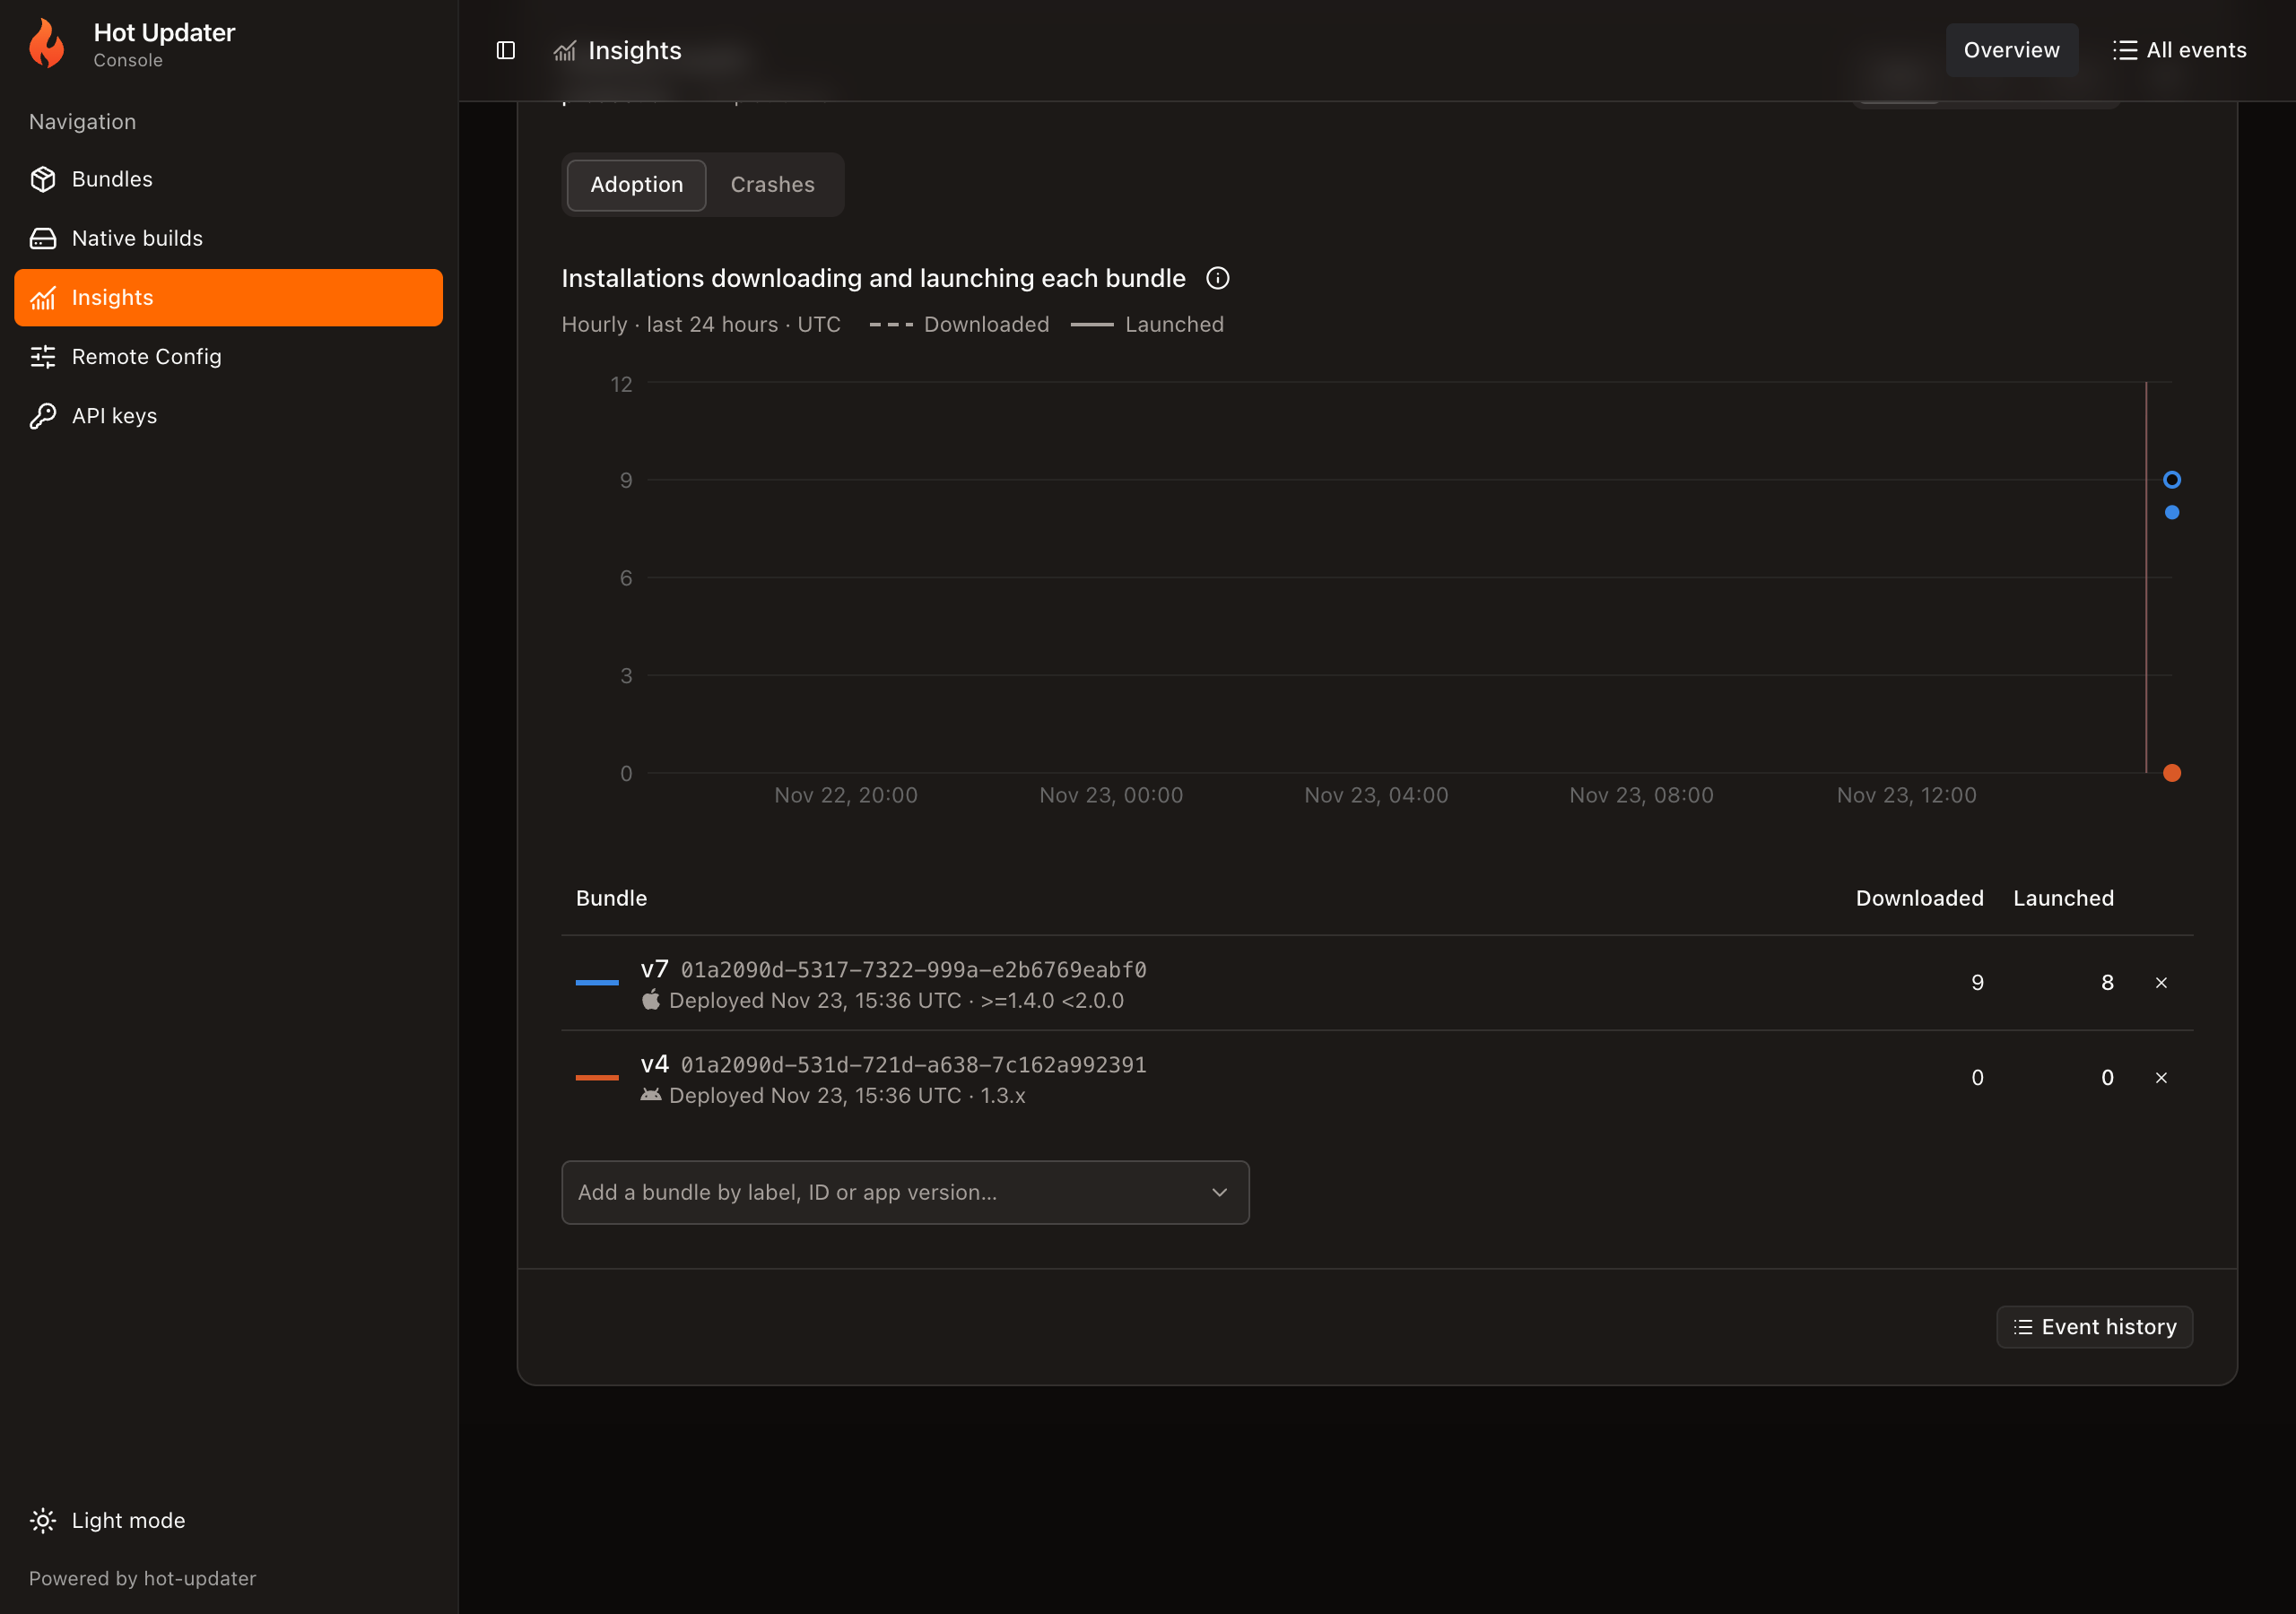 Hot Updater
Console
Navigation
Bundles
Native builds
Insights
Remote Config
API keys
Light mode
Powered by hot-updater
Insights
Overview
All events
Adoption
Crashes
Installations downloading and launching each bundle
Hourly · last 24 hours · UTC
Downloaded
Launched
12
9
6
3
0
Nov 22, 20:00
Nov 23, 00:00
Nov 23, 04:00
Nov 23, 08:00
Nov 23, 12:00
Bundle Downloaded Launched
v7 01a2090d-5317-7322-999a-e2b6769eabf0
Deployed Nov 23, 15:36 UTC · >=1.4.0 <2.0.0
9 8 ×
v4 01a2090d-531d-721d-a638-7c162a992391
Deployed Nov 23, 15:36 UTC · 1.3.x
0 0 ×
Add a bundle by label, ID or app version...
Event history